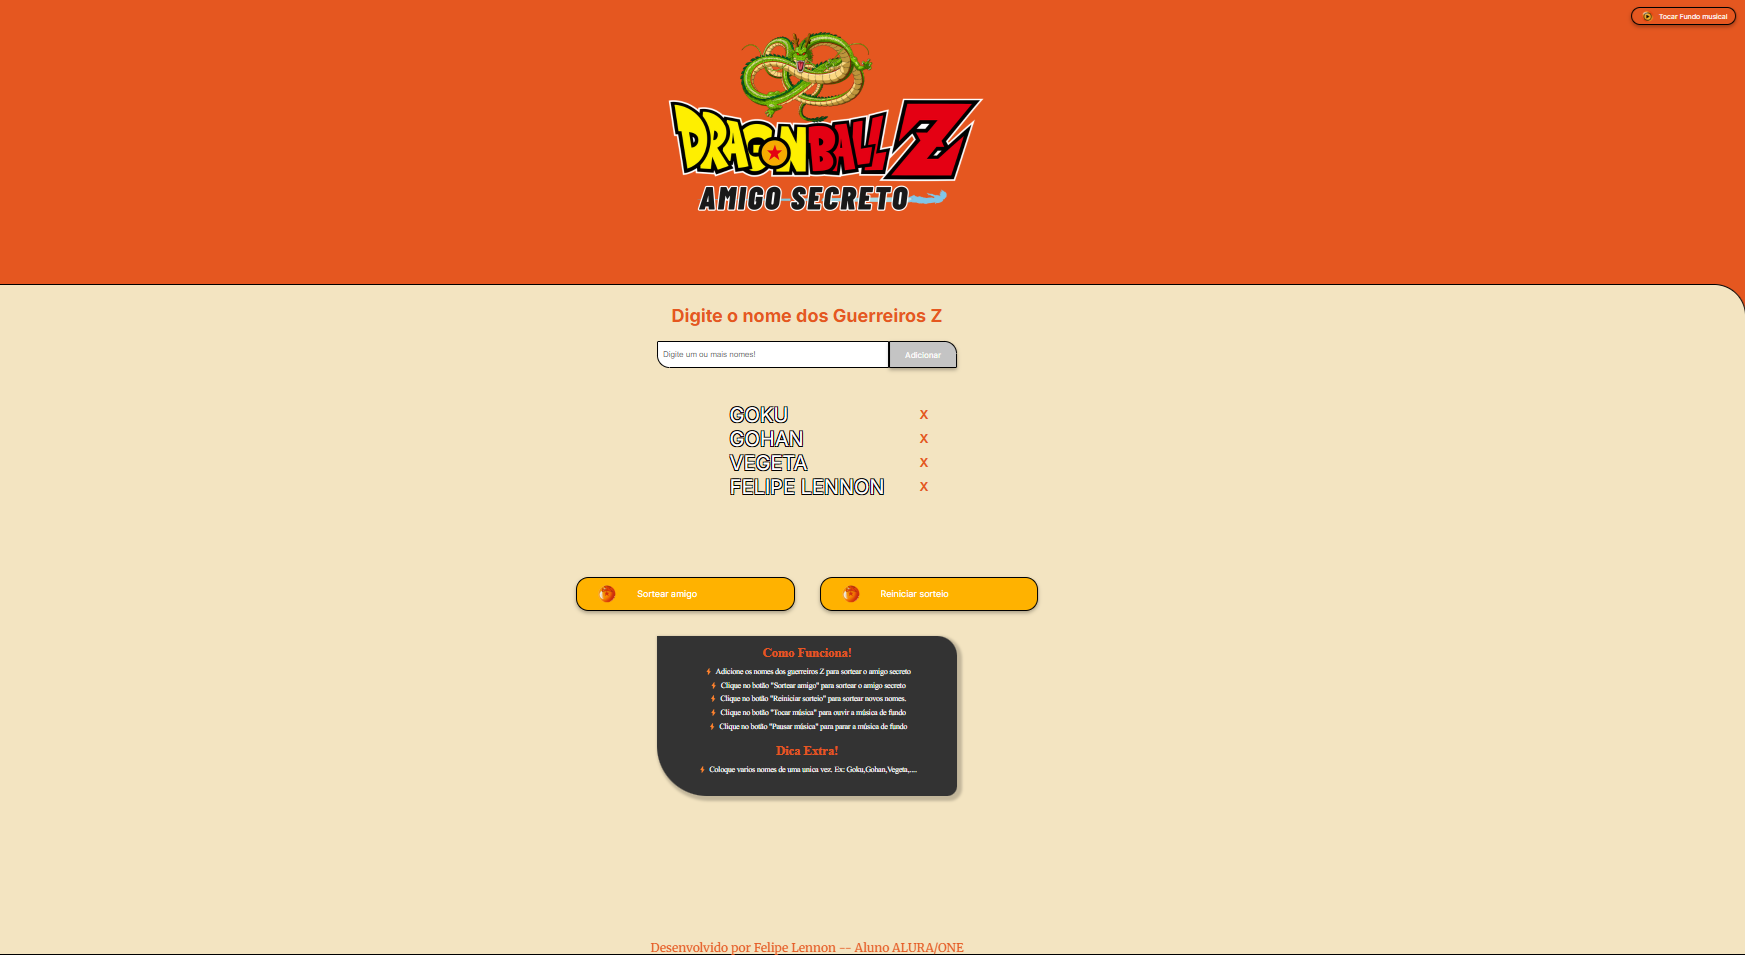 Tocar Fundo musical
DRAGONBALL Z
AMIGO-SECRETO
Digite o nome dos Guerreiros Z
Digite um ou mais nomes!
Adicionar
GOKU X
GOHAN X
VEGETA X
FELIPE LENNON X
Sortear amigo
Reiniciar sorteio
Como Funciona!
Adicione os nomes dos guerreiros Z para sortear o amigo secreto
Clique no botão "Sortear amigo" para sortear o amigo secreto
Clique no botão "Reiniciar sorteio" para sortear novos nomes.
Clique no botão "Tocar música" para ouvir a música de fundo
Clique no botão "Pausar música" para parar a música de fundo
Dica Extra!
Coloque varios nomes de uma unica vez. Ex: Goku,Gohan,Vegeta,....
Desenvolvido por Felipe Lennon -- Aluno ALURA/ONE